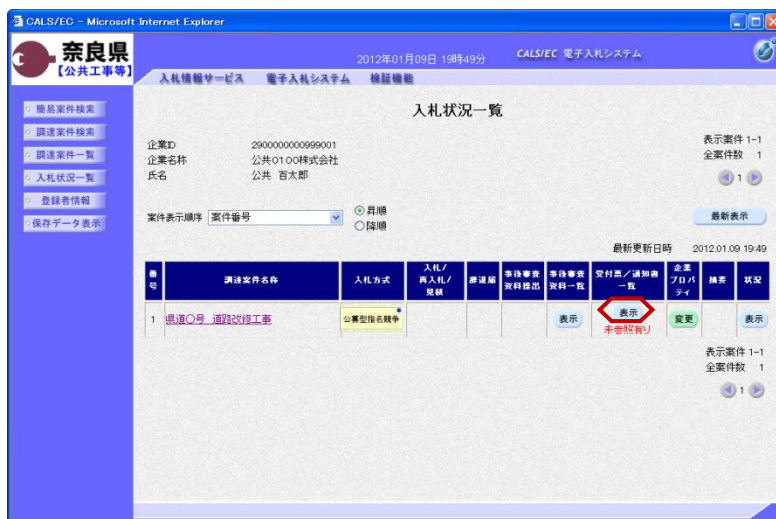 CALS/EC - Microsoft Internet Explorer
奈良県
【公共工事等】
2012年01月09日 19時49分
CALS/EC 電子入札システム
入札情報サービス 電子入札システム 検証機能
簡易案件検索
調達案件検索
調達案件一覧
入札状況一覧
登録者情報
保存データ表示
入札状況一覧
企業ID 2900000000999001
企業名称 公共0100株式会社
氏名 公共 百太郎
表示案件 1-1
全案件数 1
1
案件表示順序 案件番号
昇順
降順
最新表示
最新更新日時 2012.01.09 19:49
番号 調達案件名称 入札方式 入札/再入札/見積 辞退届 事後審査資料提出 事後審査資料一覧 受付票/通知書一覧 企業プロパティ 摘要 状況
1 県道○号 道路改修工事 公募型指名競争 表示 表示 変更 表示
未参照有り
表示案件 1-1
全案件数 1
1